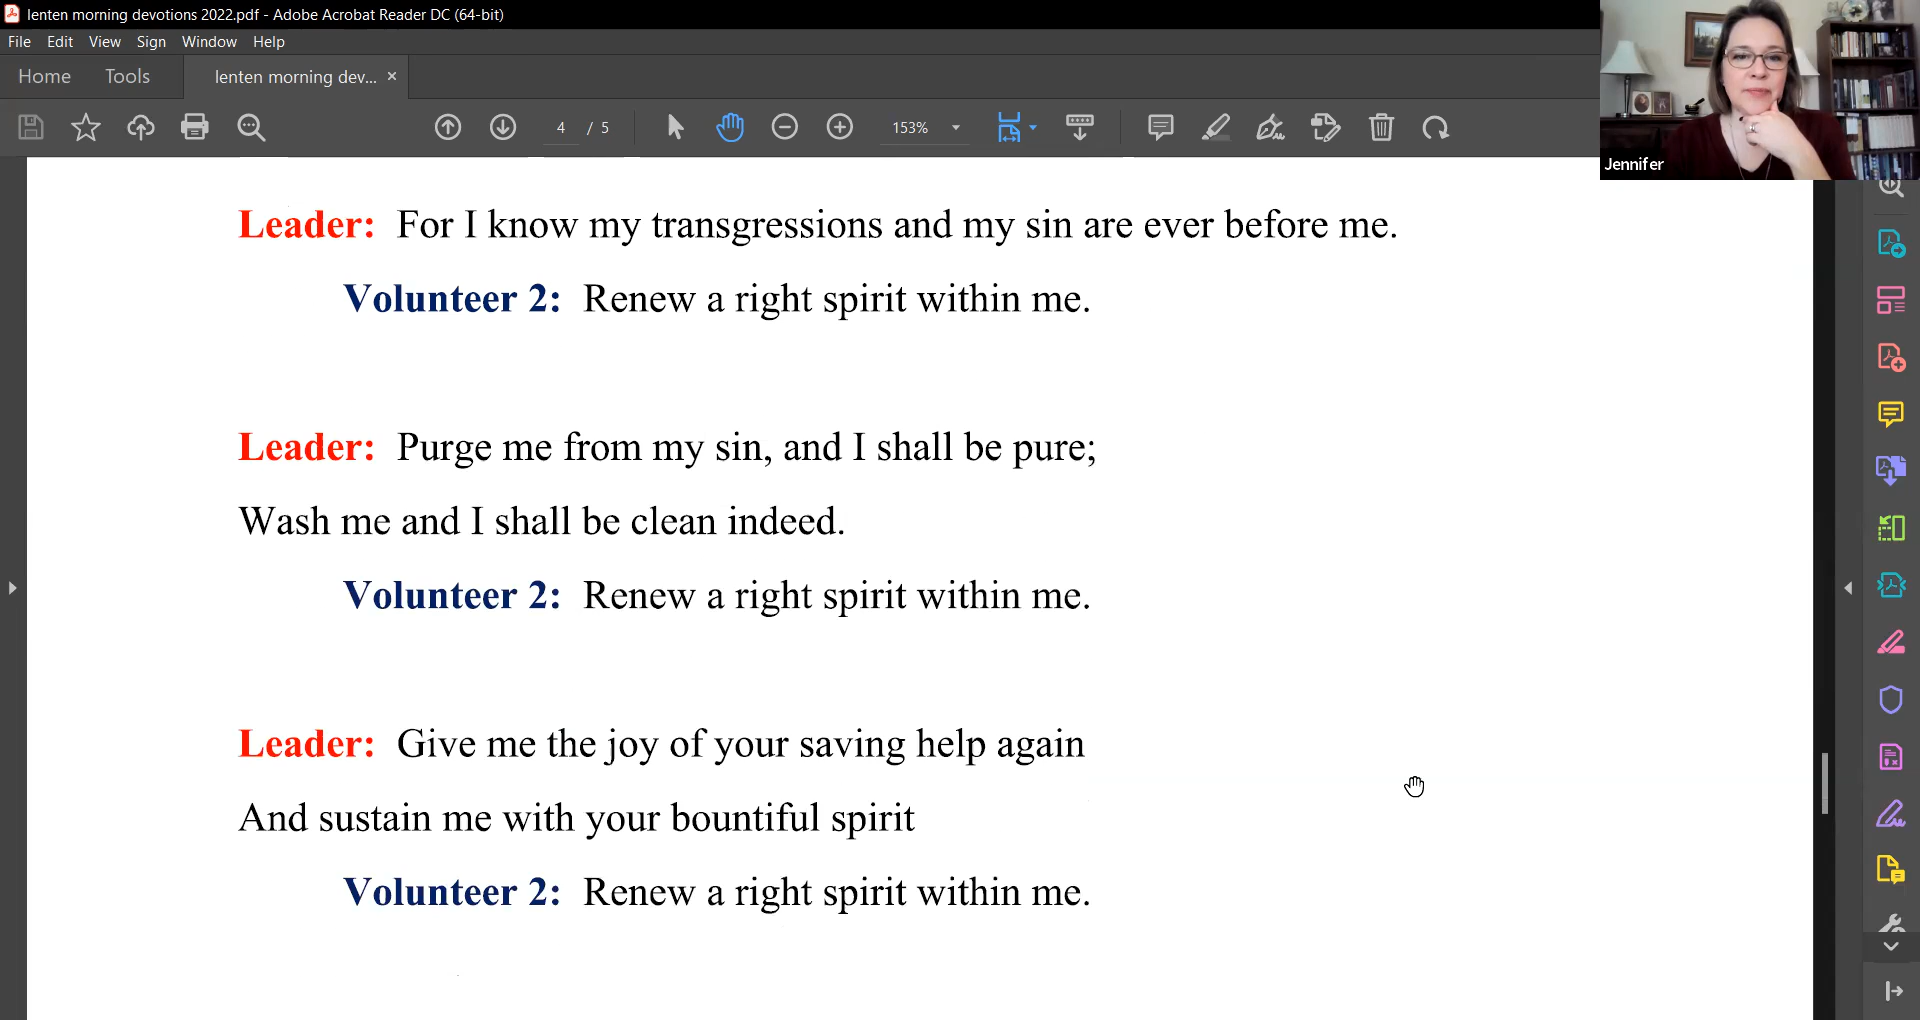 lenten morning devotions 2022.pdf - Adobe Acrobat Reader DC (64-bit)
File Edit View Sign Window Help
Home Tools lenten morning dev... ×
4 / 5 153%
Jennifer
Leader: For I know my transgressions and my sin are ever before me.
Volunteer 2: Renew a right spirit within me.
Leader: Purge me from my sin, and I shall be pure;
Wash me and I shall be clean indeed.
Volunteer 2: Renew a right spirit within me.
Leader: Give me the joy of your saving help again
And sustain me with your bountiful spirit
Volunteer 2: Renew a right spirit within me.